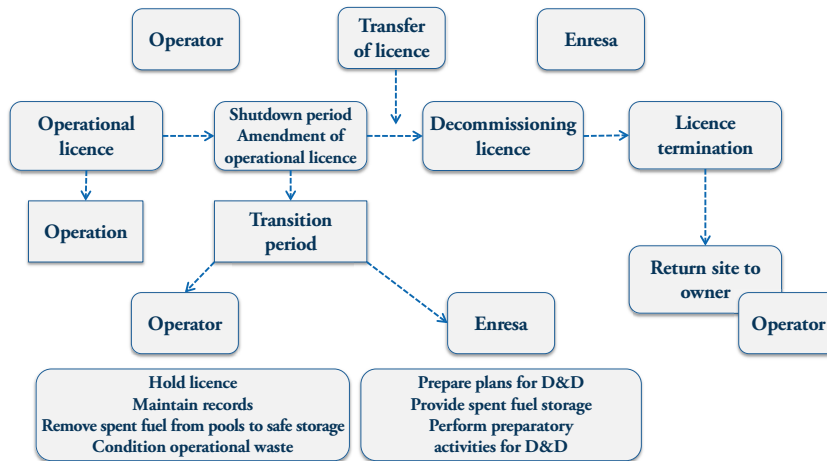 Operator
Transfer
of licence
Enresa
Operational
licence
Shutdown period
Amendment of
operational licence
Decommissioning
licence
Licence
termination
Operation
Transition
period
Return site to
owner
Operator
Enresa
Operator
Hold licence
Maintain records
Remove spent fuel from pools to safe storage
Condition operational waste
Prepare plans for D&D
Provide spent fuel storage
Perform preparatory
activities for D&D